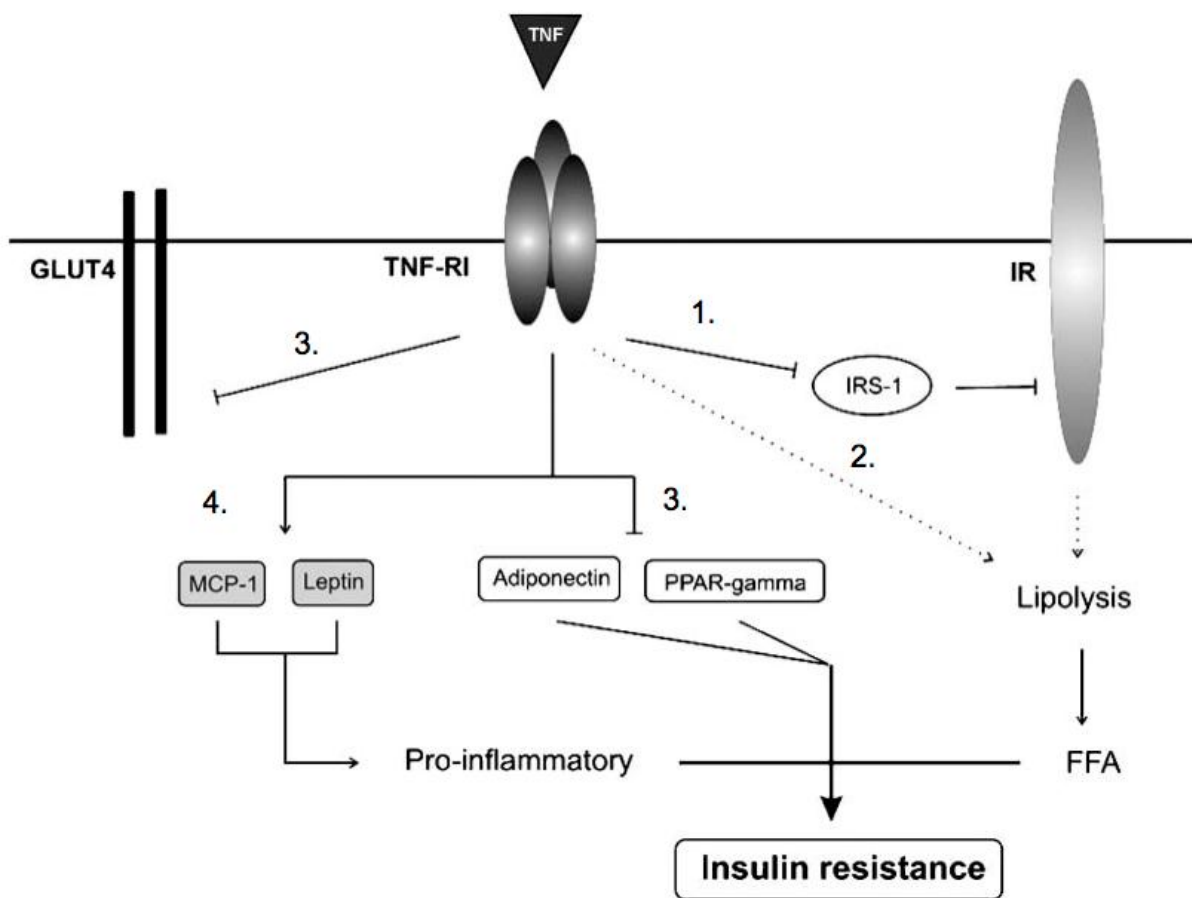 TNF
GLUT4
TNF-RI
IR
1.
3.
IRS-1
2.
4.
3.
MCP-1
Leptin
Adiponectin
PPAR-gamma
Lipolysis
Pro-inflammatory
FFA
Insulin resistance